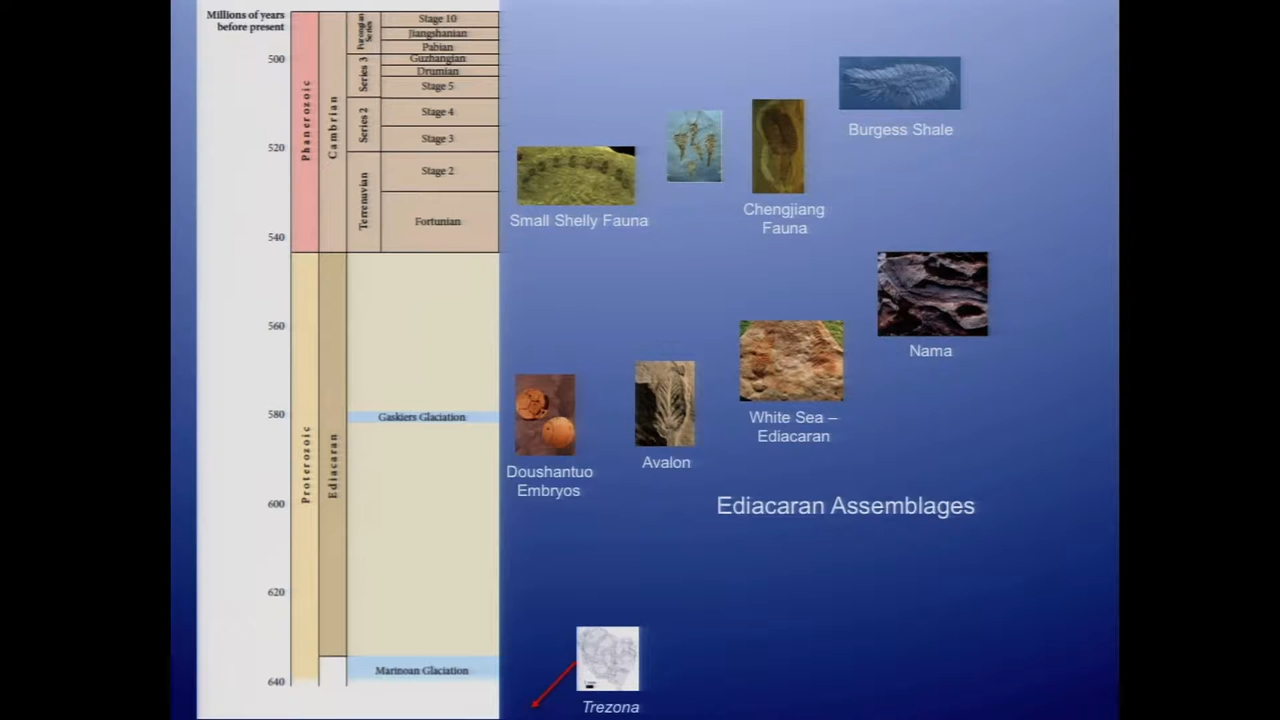 Millions of years
before present
500
520
540
560
580
600
620
640
Phanerozoic
Proterozoic
Cambrian
Ediacaran
Furongian
Series
Series 3
Series 2
Terreneuvian
Stage 10
Jiangshanian
Pabian
Guzhangian
Drumian
Stage 5
Stage 4
Stage 3
Stage 2
Fortunian
Gaskiers Glaciation
Marinoan Glaciation
Burgess Shale
Small Shelly Fauna
Chengjiang
Fauna
Nama
White Sea –
Ediacaran
Avalon
Doushantuo
Embryos
Ediacaran Assemblages
Trezona